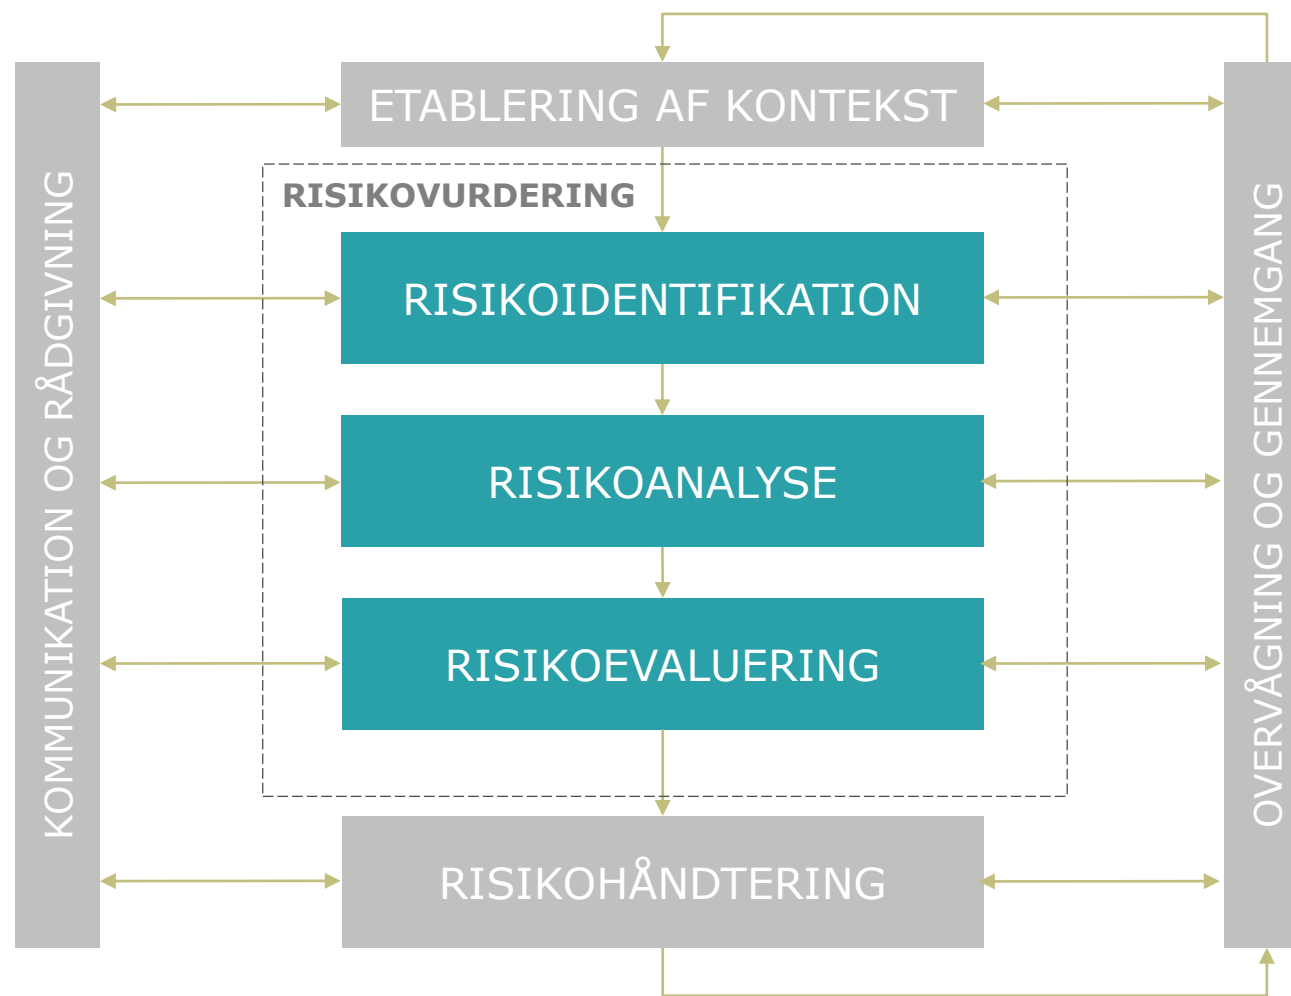 ETABLERING AF KONTEKST
KOMMUNIKATION OG RÅDGIVNING
RISIKOVURDERING
RISIKOIDENTIFIKATION
RISIKOANALYSE
RISIKOEVALUERING
RISIKOHÅNDTERING
OVERVÅGNING OG GENNEMGANG